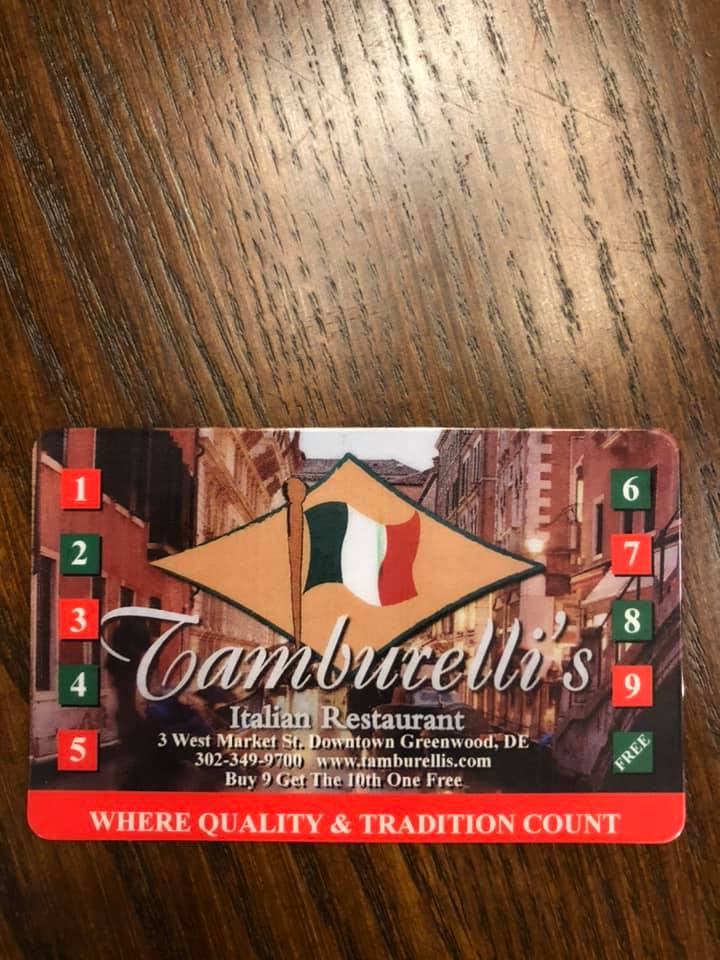 1
2
3
4
5
6
7
8
9
FREE
Tamburelli's
Italian Restaurant
3 West Market St. Downtown Greenwood, DE
302-349-9700 www.tamburellis.com
Buy 9 Get The 10th One Free
WHERE QUALITY & TRADITION COUNT